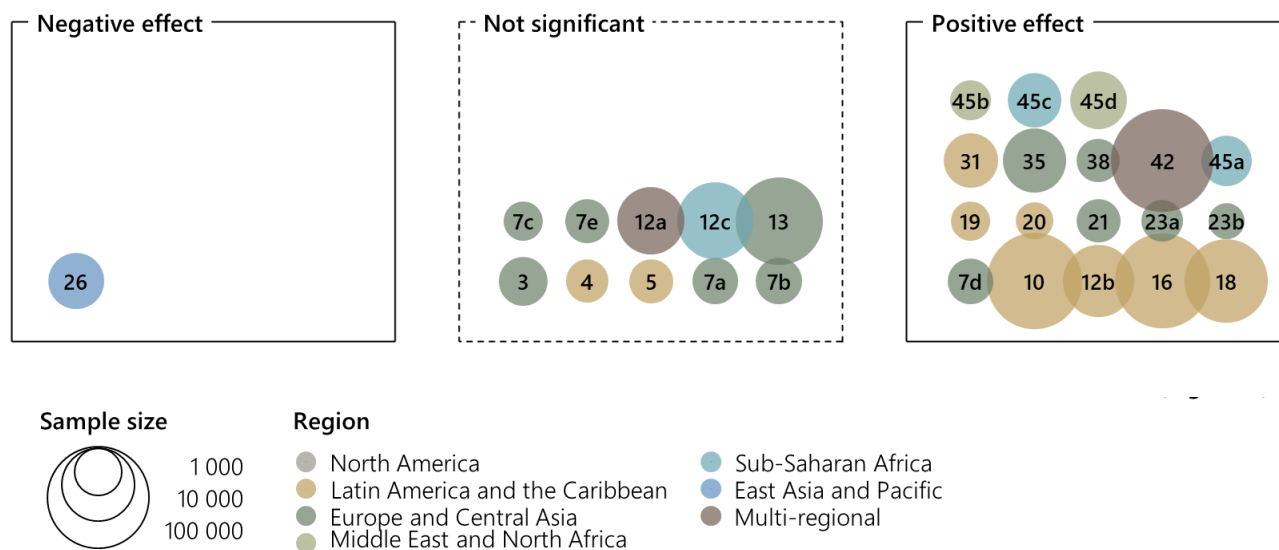 Negative effect
26
Not significant
7c 7e 12a 12c 13
3 4 5 7a 7b
Positive effect
45b 45c 45d
31 35 38 42 45a
19 20 21 23a 23b
7d 10 12b 16 18
Sample size
1 000
10 000
100 000
Region
North America
Latin America and the Caribbean
Europe and Central Asia
Middle East and North Africa
Sub-Saharan Africa
East Asia and Pacific
Multi-regional